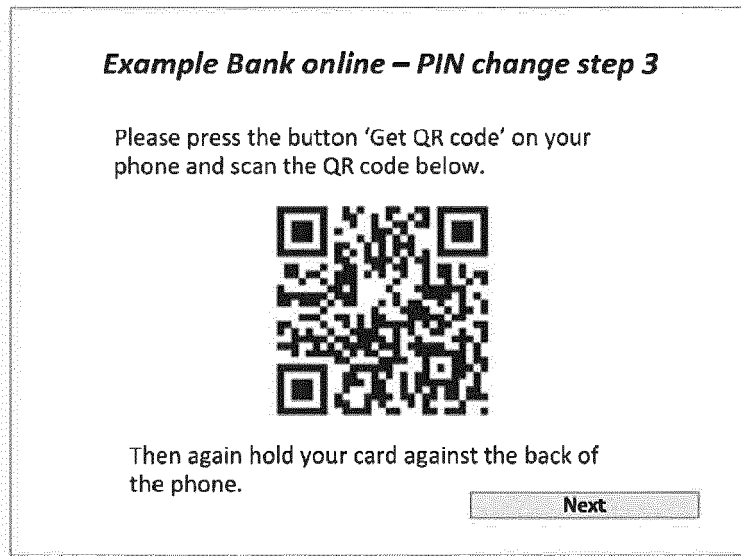 Example Bank online – PIN change step 3
Please press the button ‘Get QR code’ on your
phone and scan the QR code below.
Then again hold your card against the back of
the phone.
Next